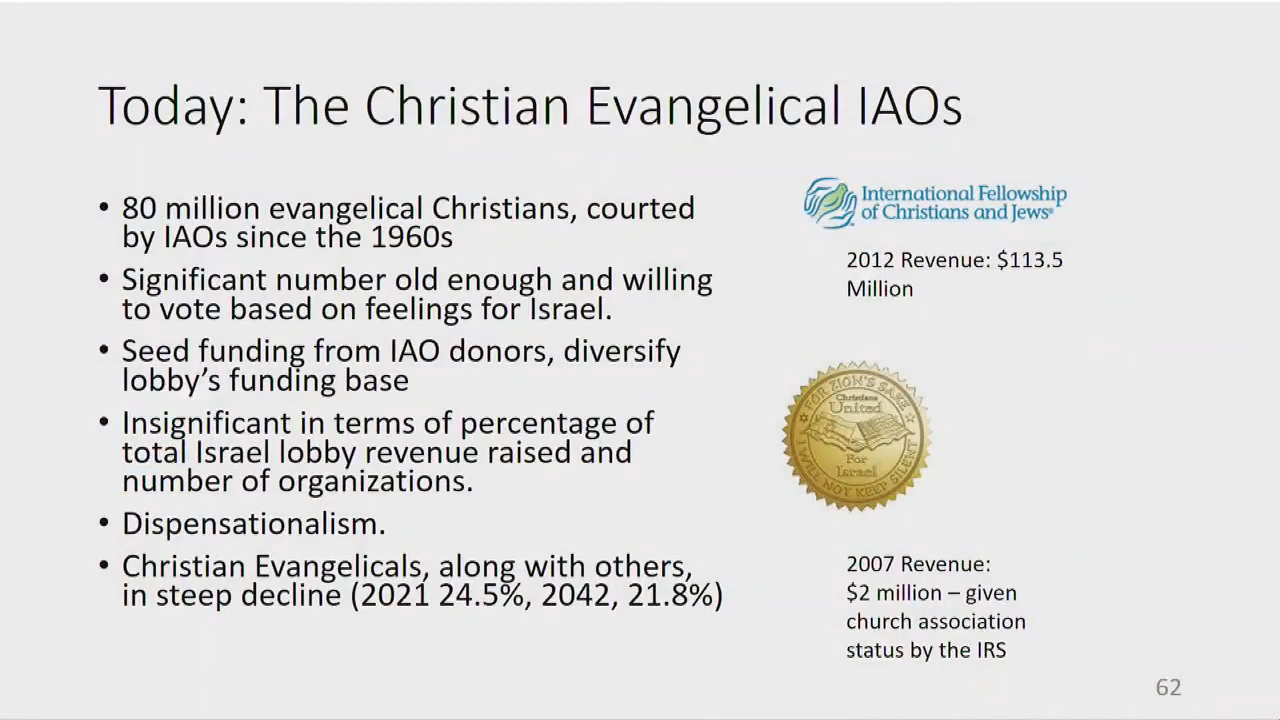 Today: The Christian Evangelical IAOs
• 80 million evangelical Christians, courted
by IAOs since the 1960s
• Significant number old enough and willing
to vote based on feelings for Israel.
• Seed funding from IAO donors, diversify
lobby's funding base
• Insignificant in terms of percentage of
total Israel lobby revenue raised and
number of organizations.
• Dispensationalism.
• Christian Evangelicals, along with others,
in steep decline (2021 24.5%, 2042, 21.8%)
International Fellowship
of Christians and Jews®
2012 Revenue: $113.5
Million
FOR ZION'S SAKE
Christians
United
For
Israel
I WILL NOT KEEP SILENT
2007 Revenue:
$2 million – given
church association
status by the IRS
62